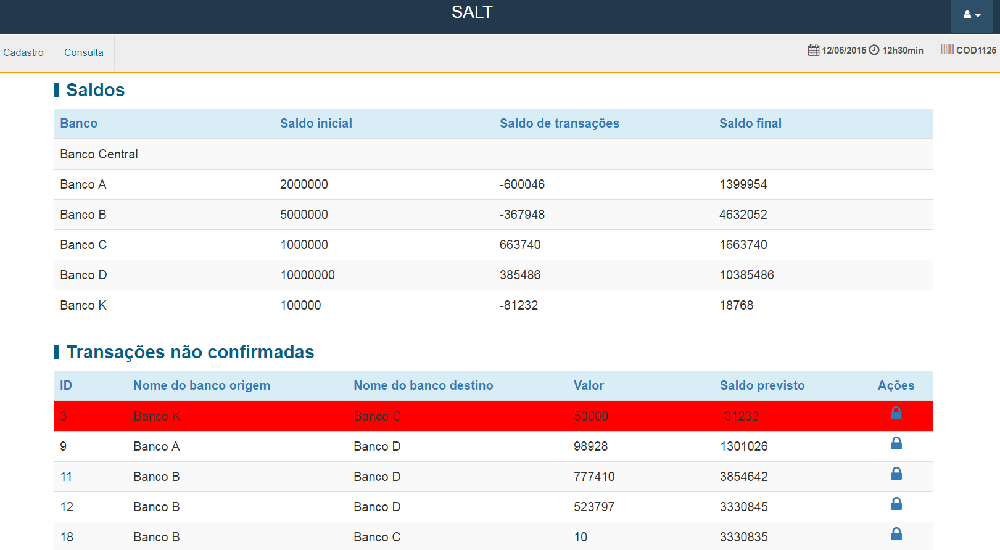 SALT
Cadastro Consulta 12/05/2015 12h30min COD1125
Saldos
Banco Saldo inicial Saldo de transações Saldo final
Banco Central
Banco A 2000000 -600046 1399954
Banco B 5000000 -367948 4632052
Banco C 1000000 663740 1663740
Banco D 10000000 385486 10385486
Banco K 100000 -81232 18768
Transações não confirmadas
ID Nome do banco origem Nome do banco destino Valor Saldo previsto Ações
3 Banco K Banco C 50000 -31232
9 Banco A Banco D 98928 1301026
11 Banco B Banco D 777410 3854642
12 Banco B Banco D 523797 3330845
18 Banco B Banco C 10 3330835